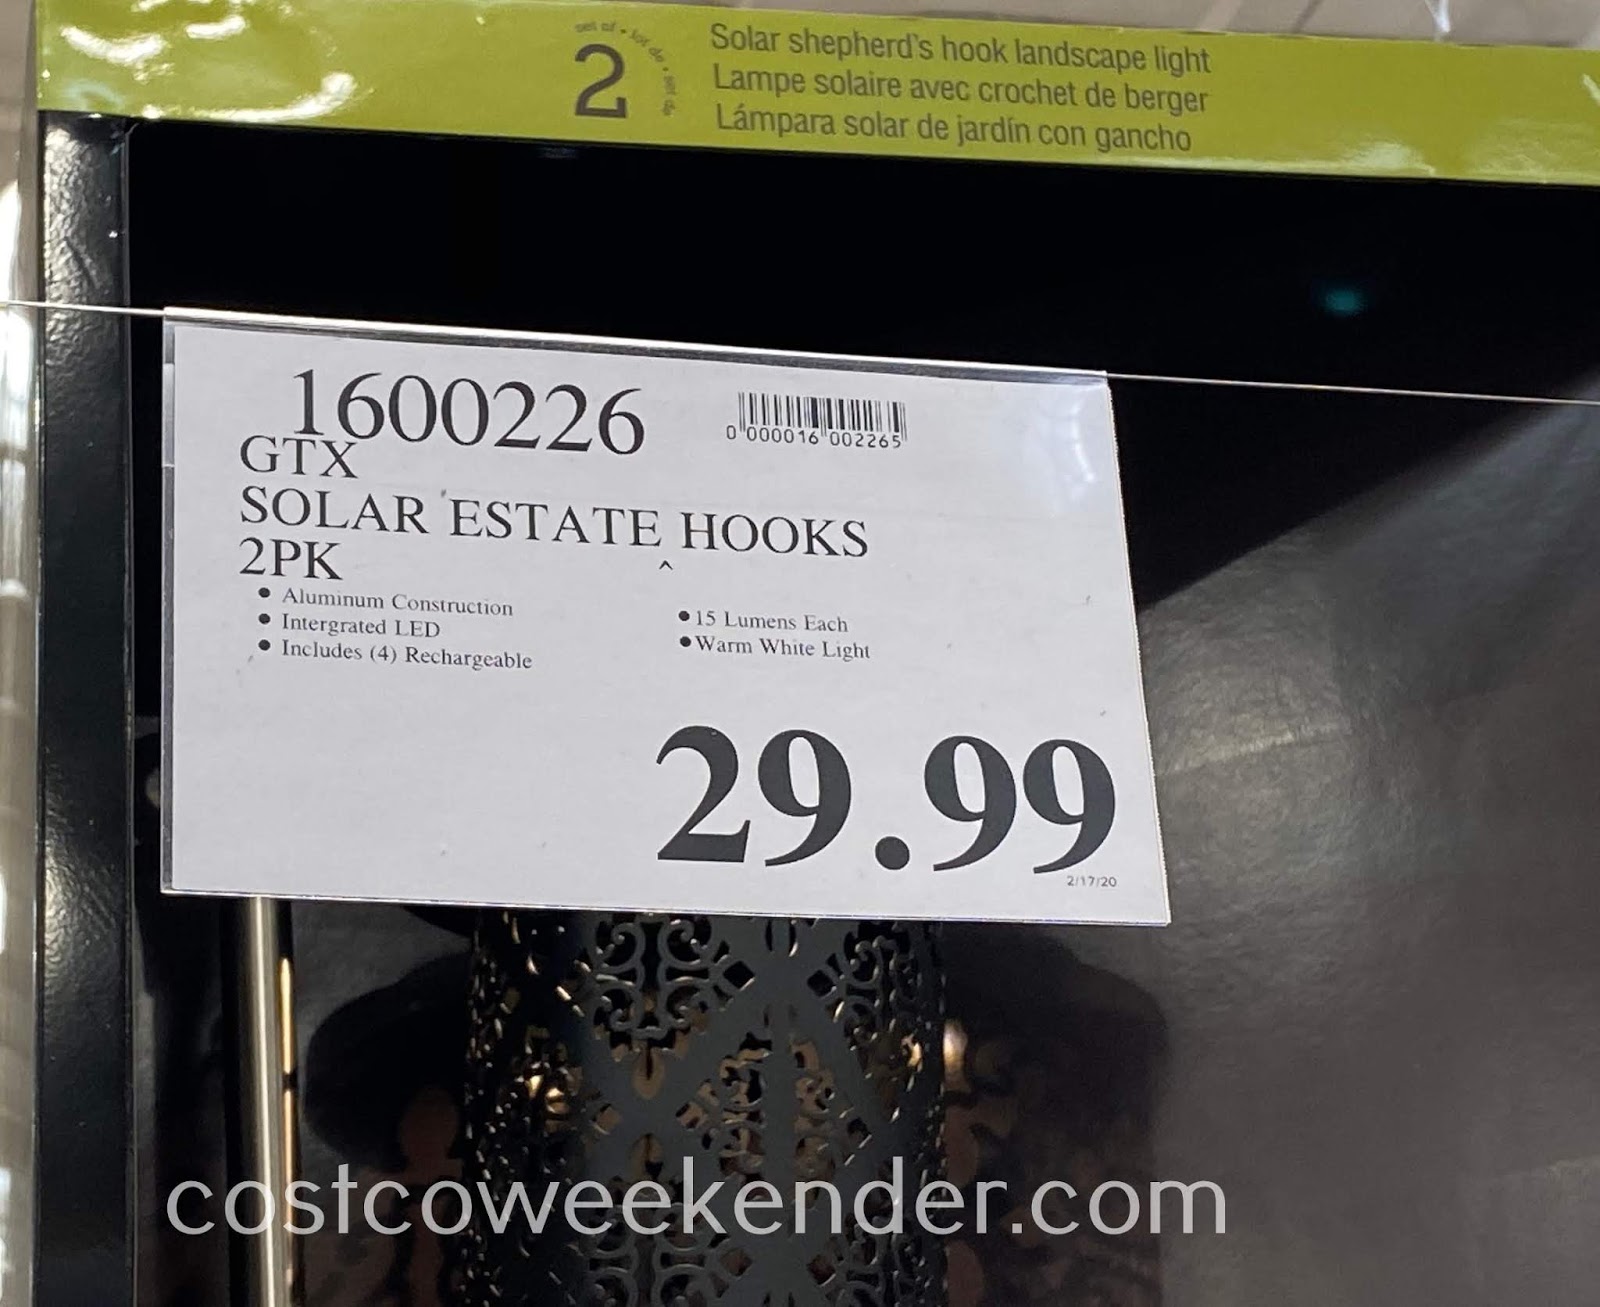 set of • lot de • set de
2
Solar shepherd's hook landscape light
Lampe solaire avec crochet de berger
Lámpara solar de jardín con gancho
1600226
0 000016 002265
GTX
SOLAR ESTATE HOOKS
2PK
^
• Aluminum Construction
• Intergrated LED
• Includes (4) Rechargeable
• 15 Lumens Each
• Warm White Light
29.99
2/17/20
costcoweekender.com